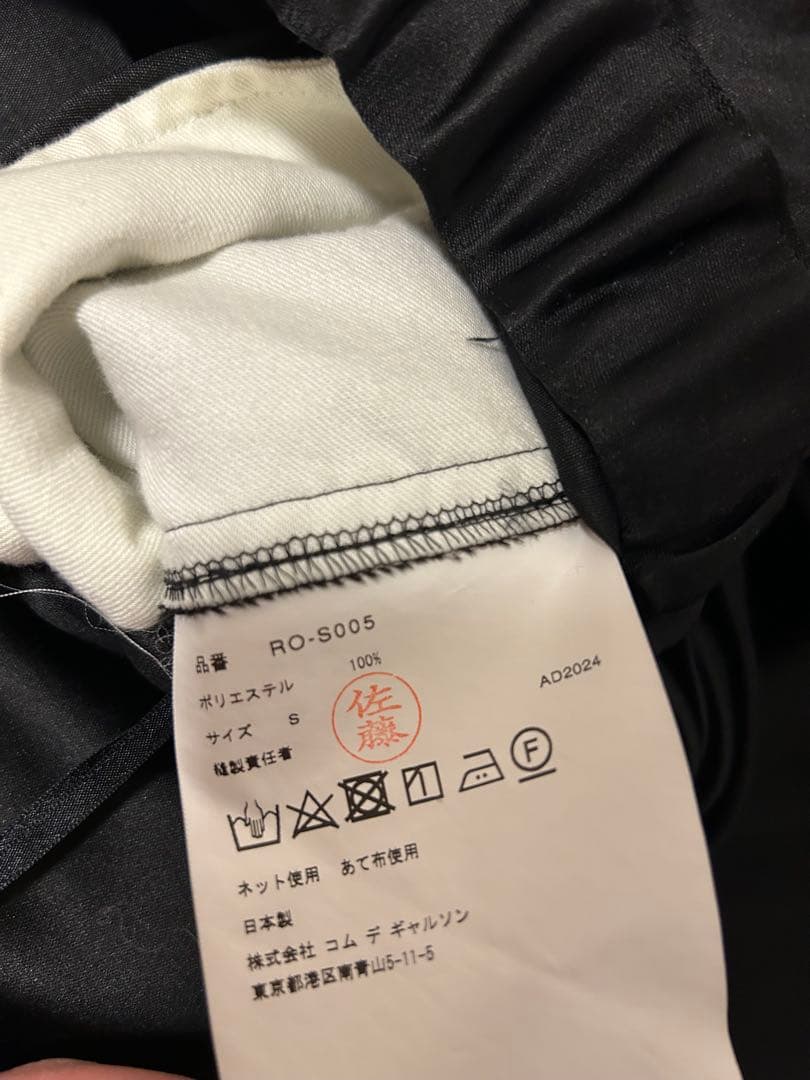 品番 RO-S005
ポリエステル 100%
サイズ S AD2024
縫製責任者 佐藤
F
ネット使用 あて布使用
日本製
株式会社 コム デ ギャルソン
東京都港区南青山5-11-5